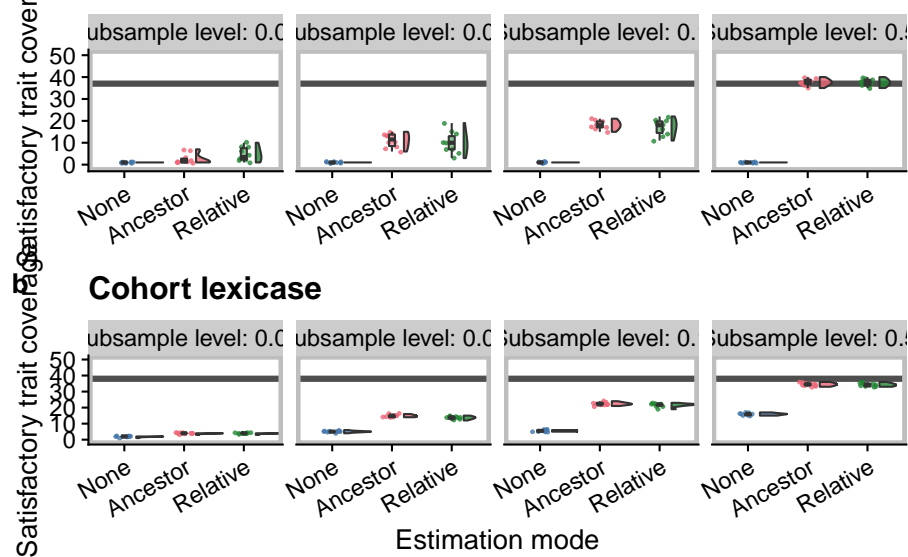 Satisfactory trait cover
ubsample level: 0.0 ubsample level: 0.0 Subsample level: 0. Subsample level: 0.5
50
40
30
20
10
0
None Ancestor Relative None Ancestor Relative None Ancestor Relative None Ancestor Relative
b
Cohort lexicase
Satisfactory trait coverage
ubsample level: 0.0 ubsample level: 0.0 Subsample level: 0. Subsample level: 0.5
50
40
30
20
10
0
None Ancestor Relative None Ancestor Relative None Ancestor Relative None Ancestor Relative
Estimation mode